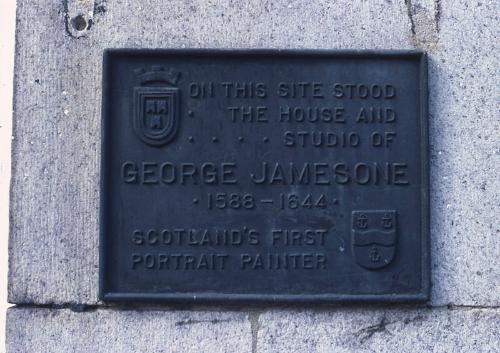 ON THIS SITE STOOD
· THE HOUSE AND
· · · · STUDIO OF
GEORGE JAMESONE
· 1588 – 1644 ·
SCOTLAND'S FIRST
PORTRAIT PAINTER